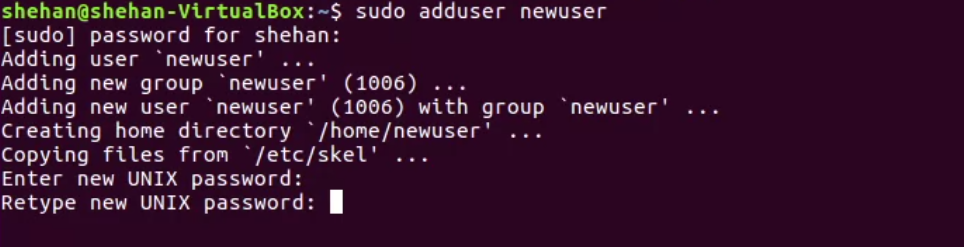 shehan@shehan-VirtualBox:~$ sudo adduser newuser
[sudo] password for shehan:
Adding user `newuser' ...
Adding new group `newuser' (1006) ...
Adding new user `newuser' (1006) with group `newuser' ...
Creating home directory `/home/newuser' ...
Copying files from `/etc/skel' ...
Enter new UNIX password:
Retype new UNIX password: